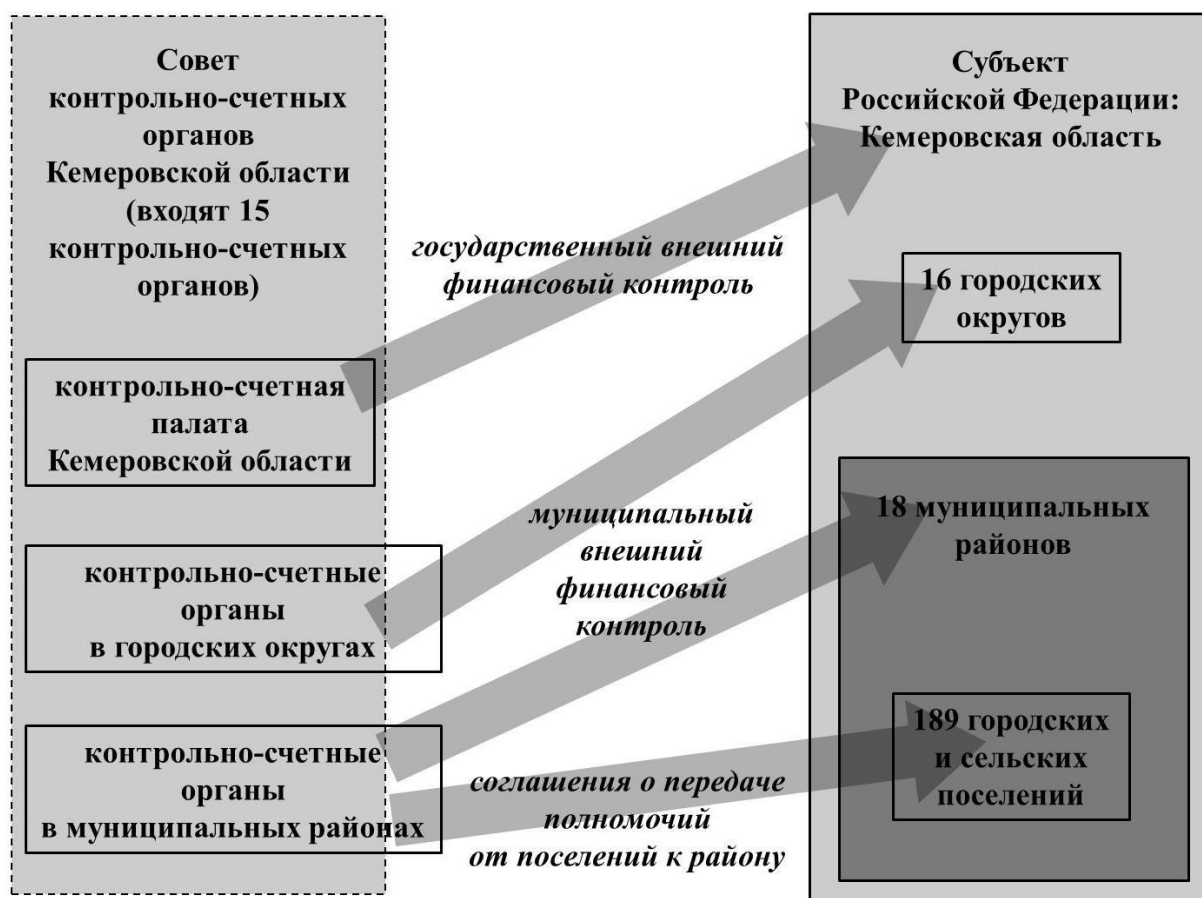 Совет
контрольно-счетных
органов
Кемеровской области
(входят 15
контрольно-счетных
органов)
контрольно-счетная
палата
Кемеровской области
контрольно-счетные
органы
в городских округах
контрольно-счетные
органы
в муниципальных районах
государственный внешний
финансовый контроль
муниципальный
внешний
финансовый
контроль
соглашения о передаче
полномочий
от поселений к району
Субъект
Российской Федерации:
Кемеровская область
16 городских
округов
18 муниципальных
районов
189 городских
и сельских
поселений